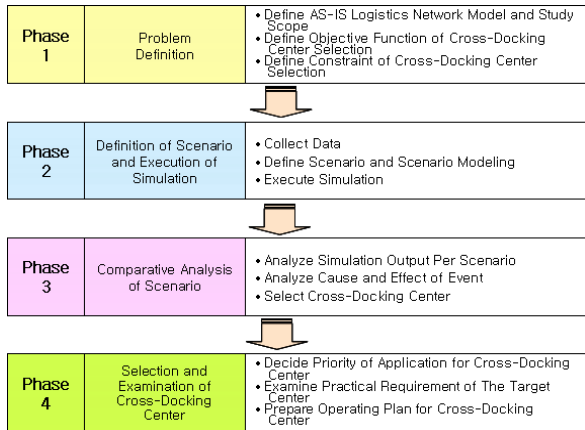 Phase
1
Problem
Definition
• Define AS-IS Logistics Network Model and Study
Scope
• Define Objective Function of Cross-Docking
Center Selection
• Define Constraint of Cross-Docking Center
Selection
Phase
2
Definition of Scenario
and Execution of
Simulation
• Collect Data
• Define Scenario and Scenario Modeling
• Execute Simulation
Phase
3
Comparative Analysis
of Scenario
• Analyze Simulation Output Per Scenario
• Analyze Cause and Effect of Event
• Select Cross-Docking Center
Phase
4
Selection and
Examination of
Cross-Docking
Center
• Decide Priority of Application for Cross-Docking
Center
• Examine Practical Requirement of The Target
Center
• Prepare Operating Plan for Cross-Docking
Center